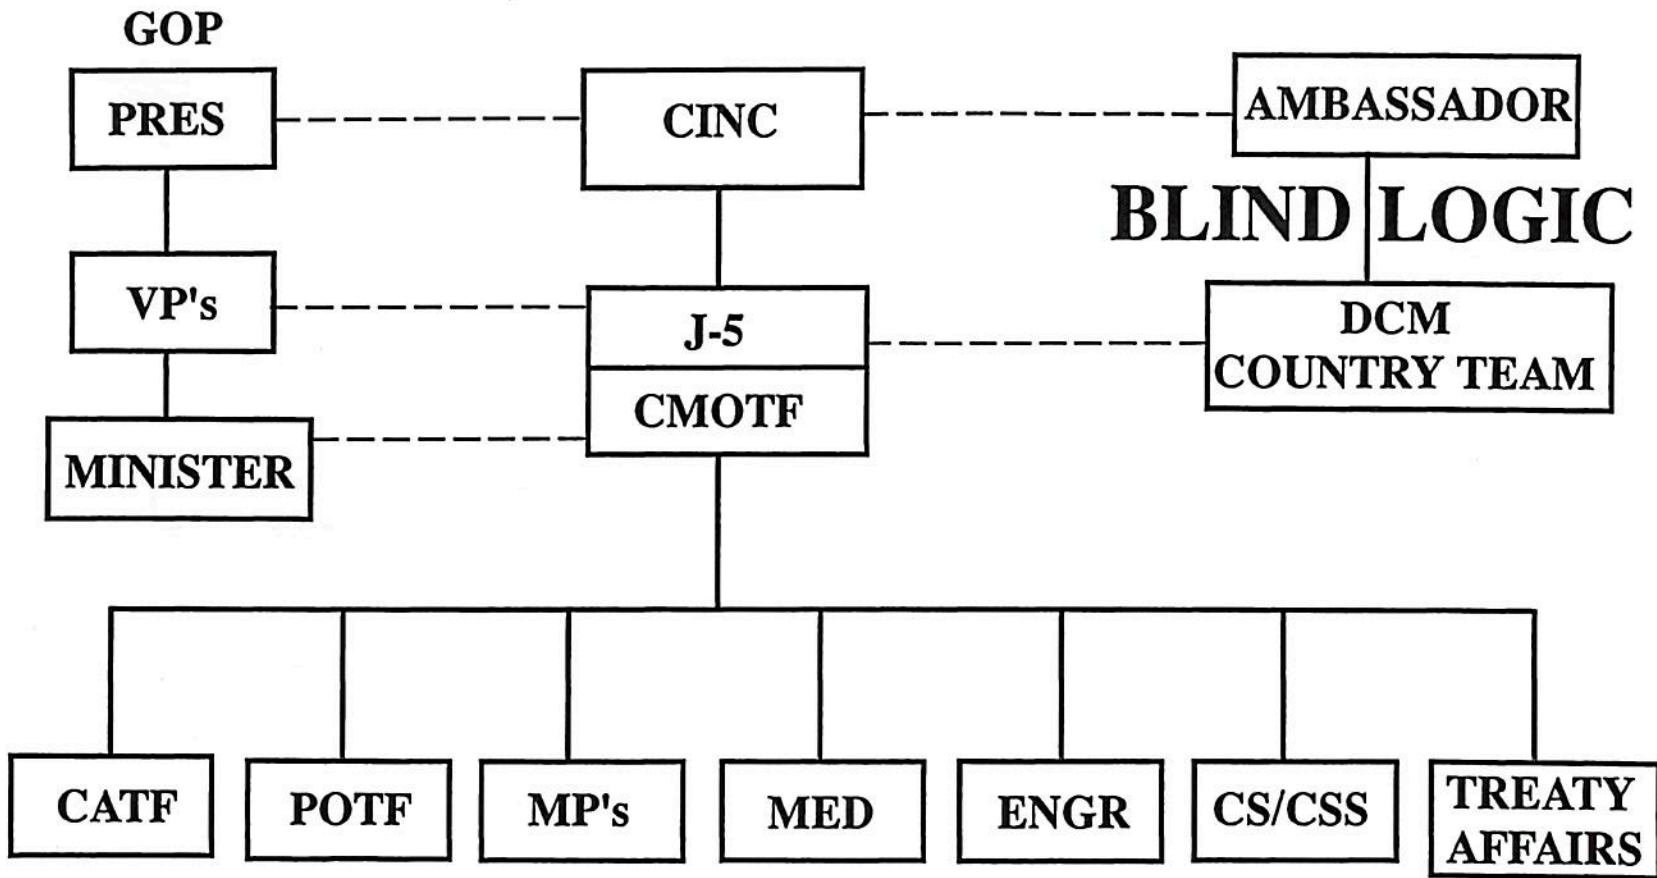 GOP
PRES
CINC
AMBASSADOR
BLIND LOGIC
VP's
J-5
DCM
COUNTRY TEAM
CMOTF
MINISTER
CATF
POTF
MP's
MED
ENGR
CS/CSS
TREATY
AFFAIRS